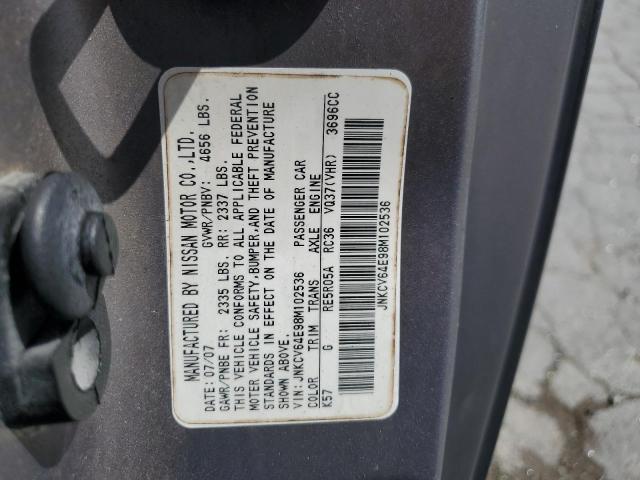 MANUFACTURED BY NISSAN MOTOR CO.,LTD.
DATE: 07/07 GVWR/PNBV: 4656 LBS.
GAWR/PNBE FR: 2335 LBS. RR: 2337 LBS.
THIS VEHICLE CONFORMS TO ALL APPLICABLE FEDERAL
MOTOR VEHICLE SAFETY,BUMPER,AND THEFT PREVENTION
STANDARDS IN EFFECT ON THE DATE OF MANUFACTURE
SHOWN ABOVE.
VIN:JNKCV64E98M102536 PASSENGER CAR
COLOR TRIM TRANS AXLE ENGINE
K57 G RE5R05A RC36 VQ37(VHR) 3696CC
JNKCV64E98M102536